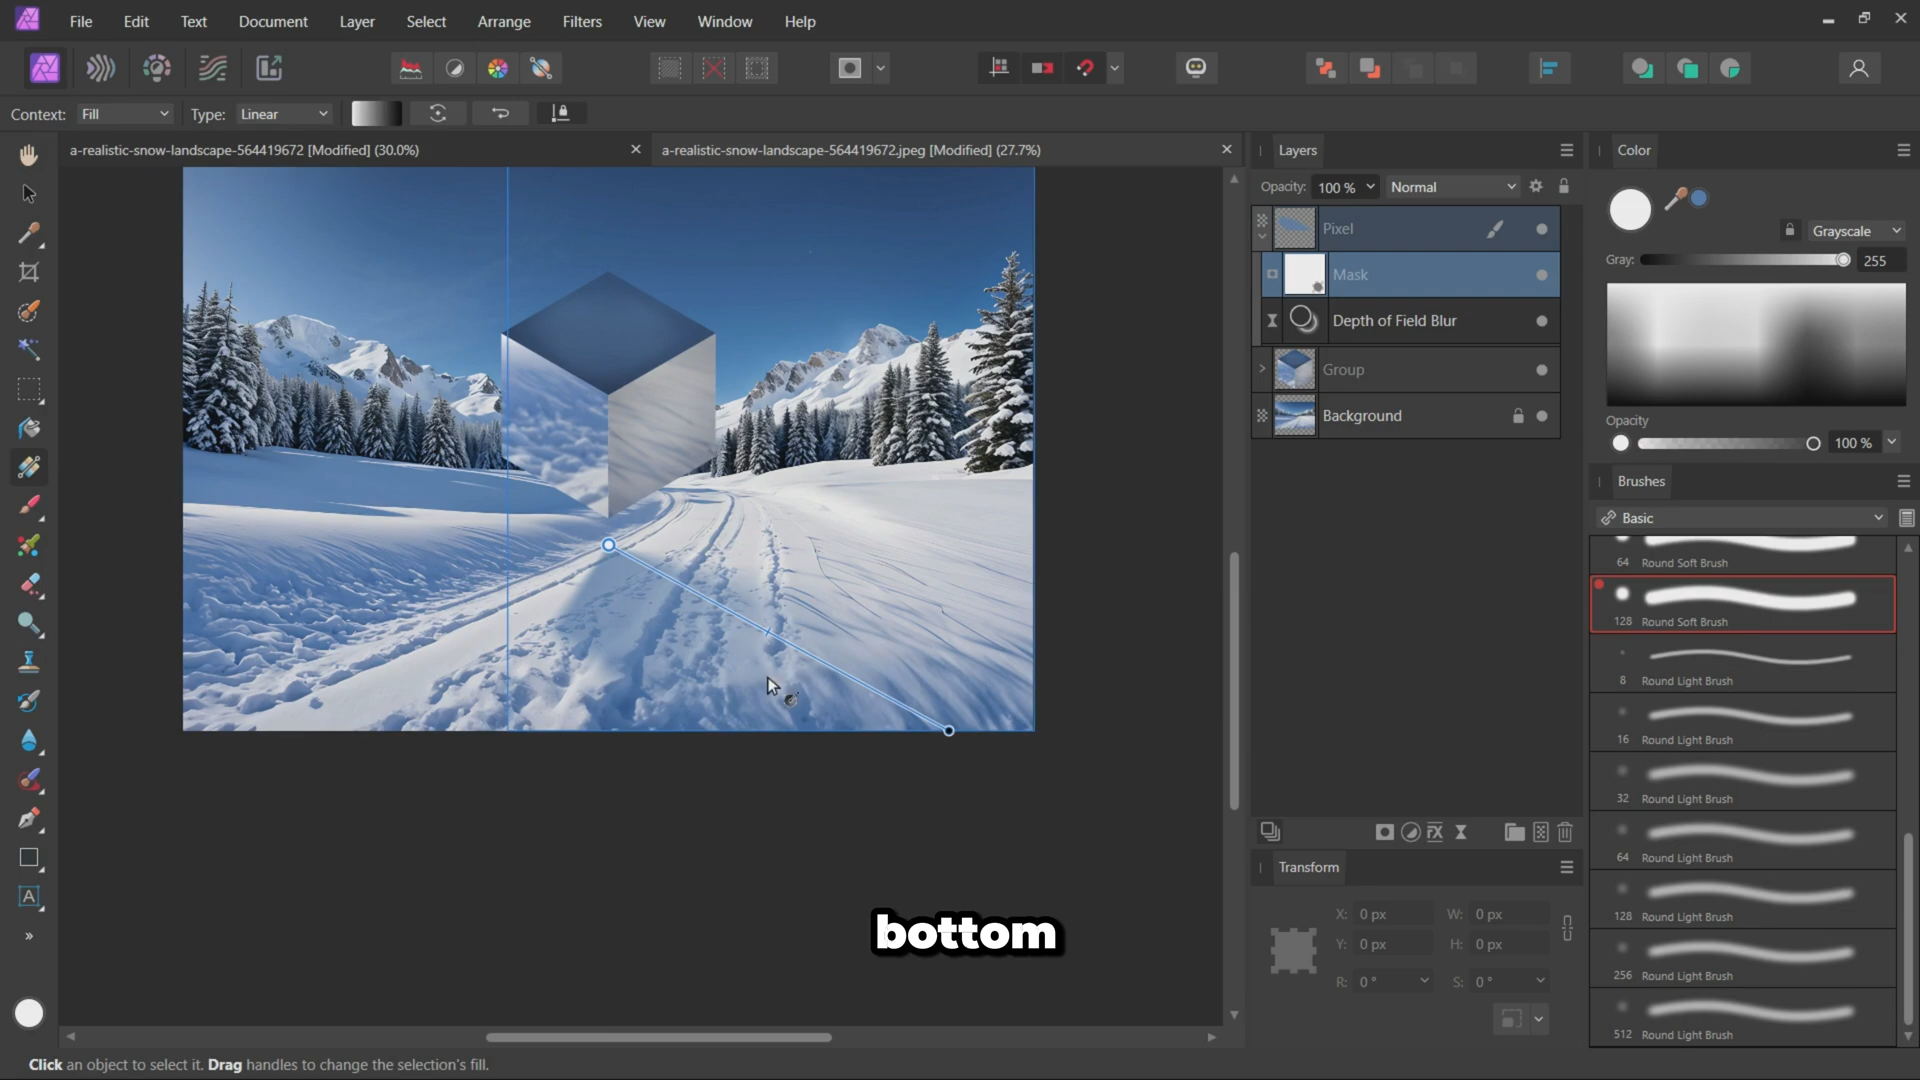 File Edit Text Document Layer Select Arrange Filters View Window Help
Context: Fill Type: Linear
a-realistic-snow-landscape-564419672 [Modified] (30.0%)
a-realistic-snow-landscape-564419672.jpeg [Modified] (27.7%)
Layers
Opacity: 100 % Normal
Pixel
Mask
Depth of Field Blur
Group
Background
Color
Grayscale
Gray: 255
Opacity
100 %
Brushes
Basic
64 Round Soft Brush
128 Round Soft Brush
8 Round Light Brush
16 Round Light Brush
32 Round Light Brush
64 Round Light Brush
128 Round Light Brush
256 Round Light Brush
512 Round Light Brush
Transform
X: 0 px W: 0 px
Y: 0 px H: 0 px
R: 0 ° S: 0 °
bottom
Click an object to select it. Drag handles to change the selection's fill.